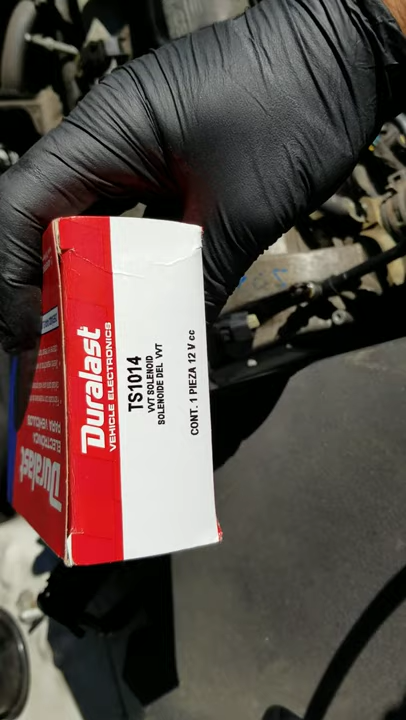 Duralast
VEHICLE ELECTRONICS
TS1014
VVT SOLENOID
SOLENOIDE DEL VVT
CONT. 1 PIEZA 12 V cc
Duralast
ELECTRÓNICA
PARA VEHÍCULOS